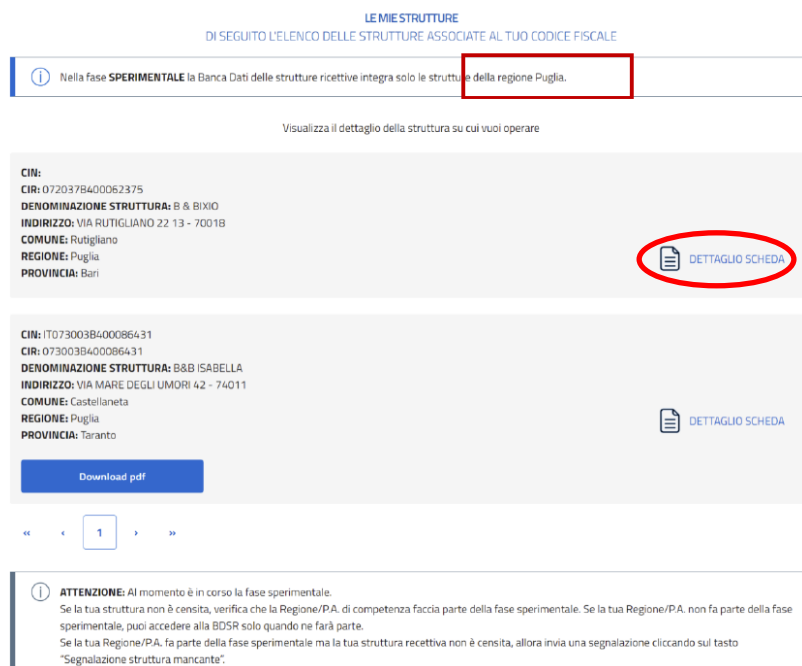 LE MIE STRUTTURE
DI SEGUITO L'ELENCO DELLE STRUTTURE ASSOCIATE AL TUO CODICE FISCALE
Nella fase SPERIMENTALE la Banca Dati delle strutture ricettive integra solo le strutture della regione Puglia.
Visualizza il dettaglio della struttura su cui vuoi operare
CIN:
CIR: 072037B400062375
DENOMINAZIONE STRUTTURA: B & BIXIO
INDIRIZZO: VIA RUTIGLIANO 22 13 - 70018
COMUNE: Rutigliano
REGIONE: Puglia
PROVINCIA: Bari
DETTAGLIO SCHEDA
CIN: IT073003B400086431
CIR: 073003B400086431
DENOMINAZIONE STRUTTURA: B&B ISABELLA
INDIRIZZO: VIA MARE DEGLI UMORI 42 - 74011
COMUNE: Castellaneta
REGIONE: Puglia
PROVINCIA: Taranto
DETTAGLIO SCHEDA
Download pdf
« ‹ 1 › »
ATTENZIONE: Al momento è in corso la fase sperimentale.
Se la tua struttura non è censita, verifica che la Regione/P.A. di competenza faccia parte della fase sperimentale. Se la tua Regione/P.A. non fa parte della fase
sperimentale, puoi accedere alla BDSR solo quando ne farà parte.
Se la tua Regione/P.A. fa parte della fase sperimentale ma la tua struttura recettiva non è censita, allora invia una segnalazione cliccando sul tasto
"Segnalazione struttura mancante".